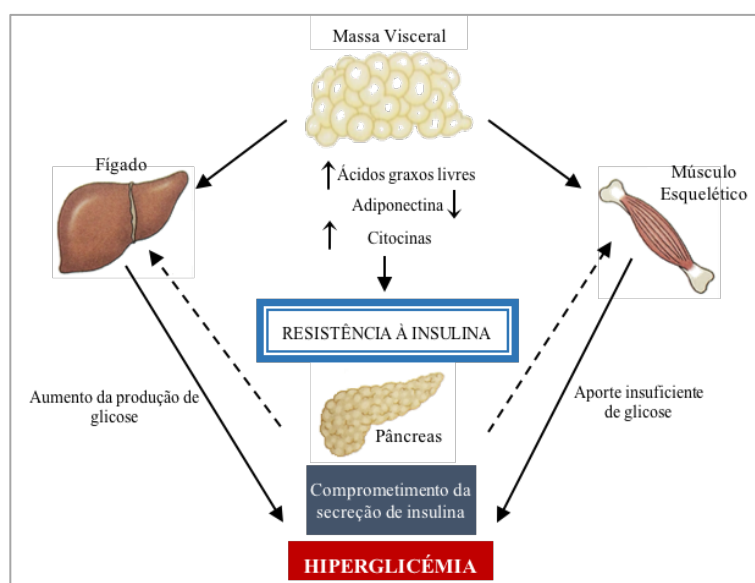 Massa Visceral
Fígado
Músculo
Esquelético
Ácidos graxos livres
Adiponectina
Citocinas
RESISTÊNCIA À INSULINA
Aumento da produção de
glicose
Aporte insuficiente
de glicose
Pâncreas
Comprometimento da
secreção de insulina
HIPERGLICÉMIA